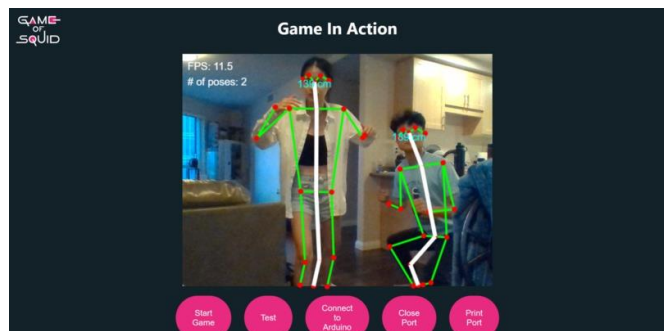 GAME
OF
SQUID
Game In Action
FPS: 11.5
# of poses: 2
Start
Game
Test
Connect
to
Arduino
Close
Port
Print
Port